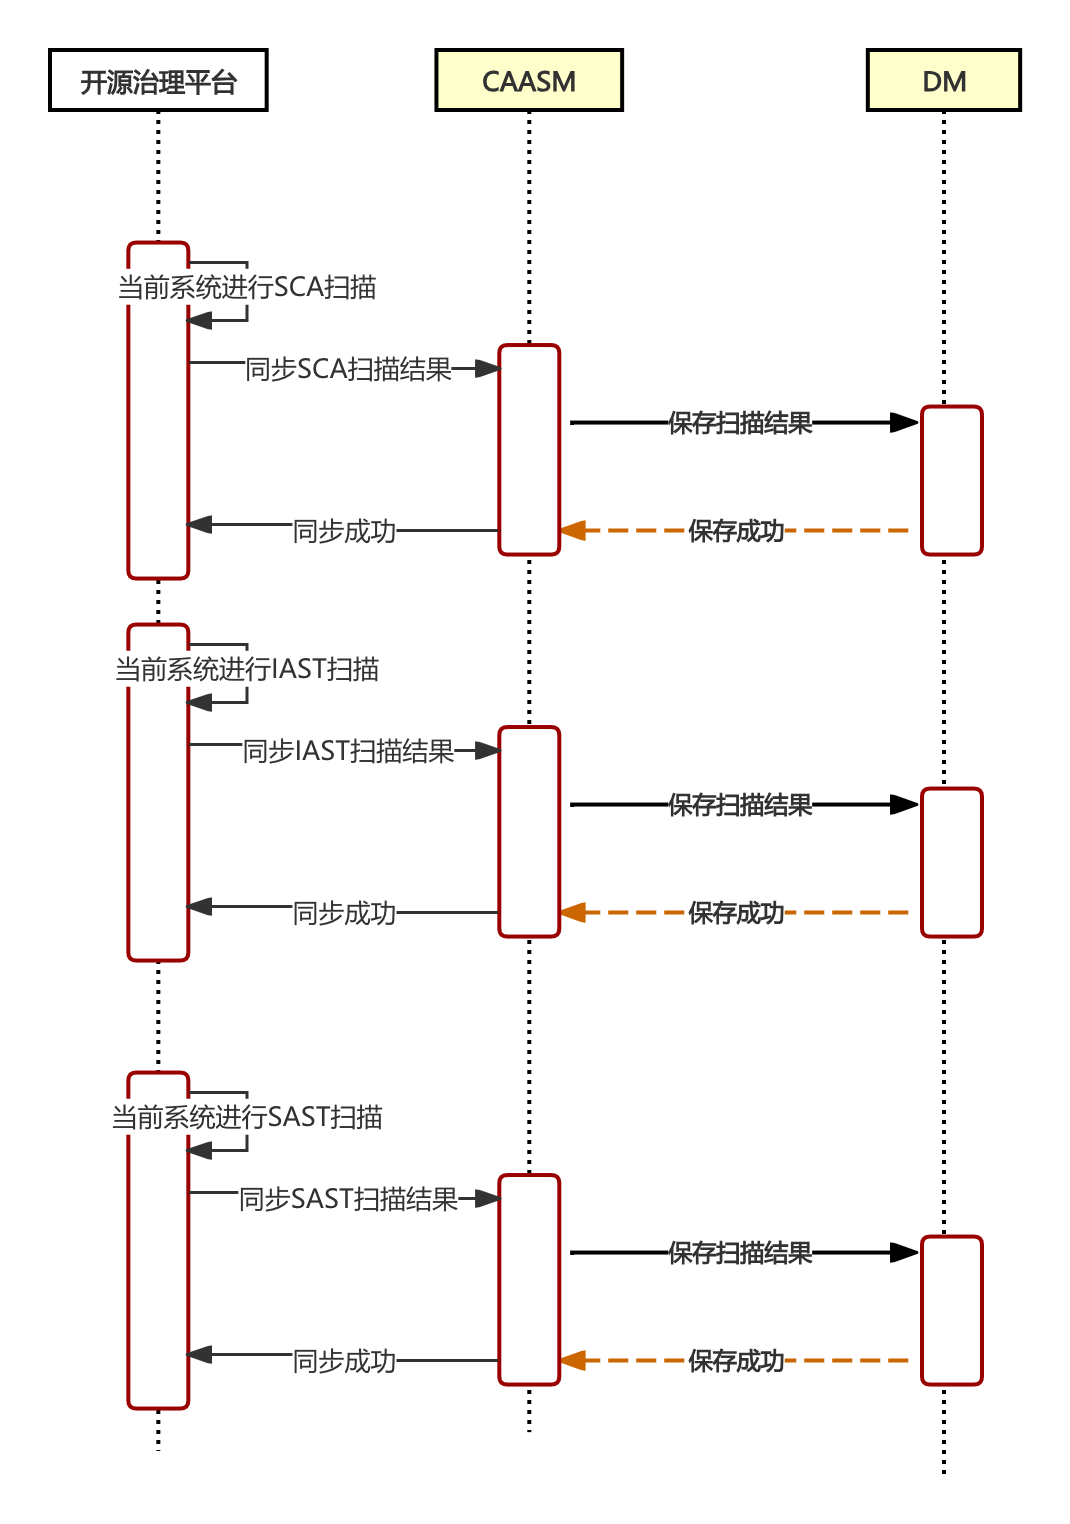 开源治理平台
CAASM
DM
当前系统进行SCA扫描
同步SCA扫描结果
保存扫描结果
同步成功
保存成功
当前系统进行IAST扫描
同步IAST扫描结果
保存扫描结果
同步成功
保存成功
当前系统进行SAST扫描
同步SAST扫描结果
保存扫描结果
同步成功
保存成功